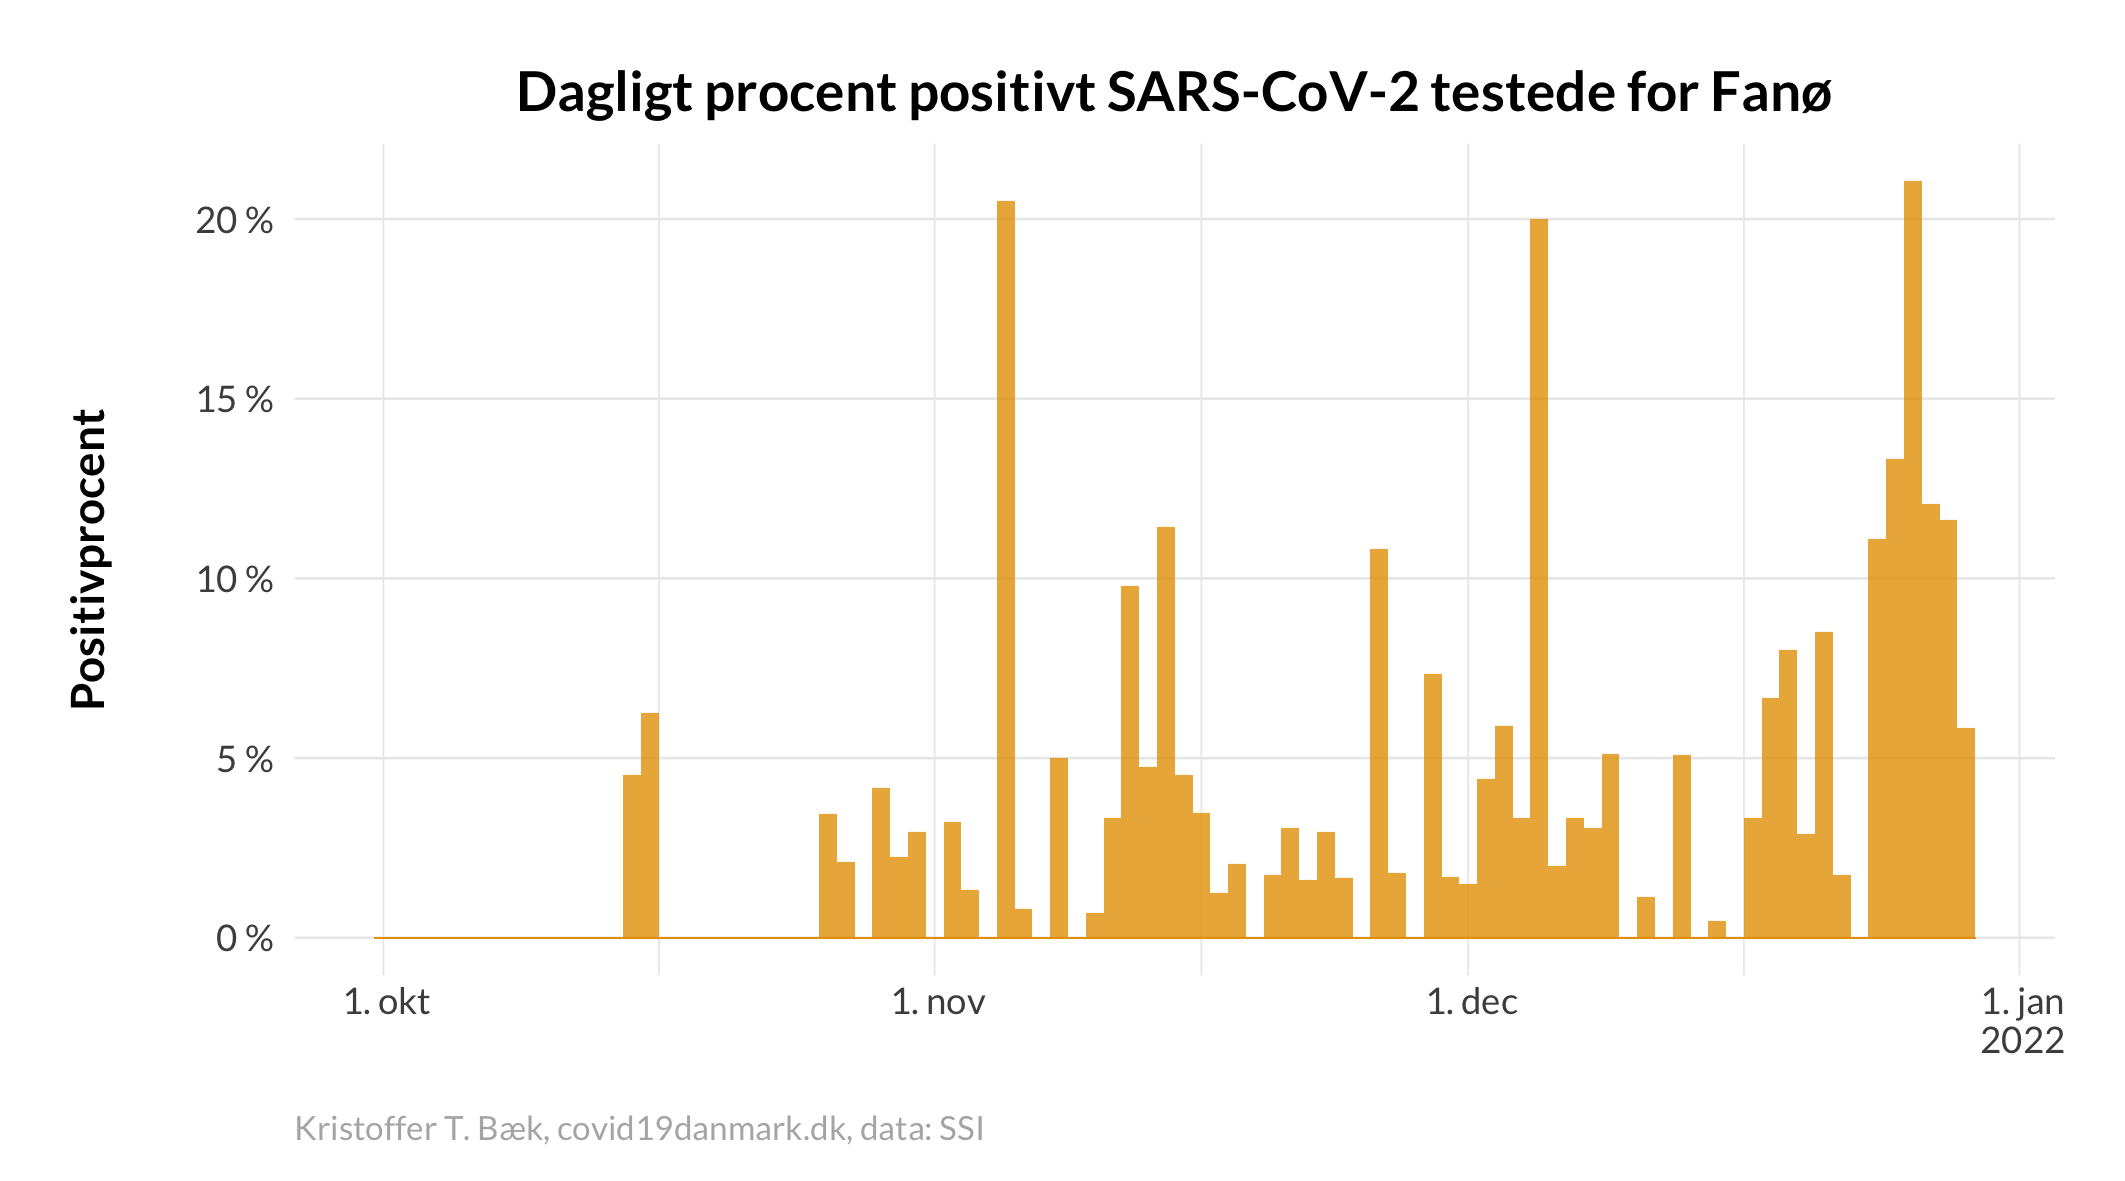 Dagligt procent positivt SARS-CoV-2 testede for Fanø
Positivprocent
20 %
15 %
10 %
5 %
0 %
1. okt
1. nov
1. dec
1. jan
2022
Kristoffer T. Bæk, covid19danmark.dk, data: SSI